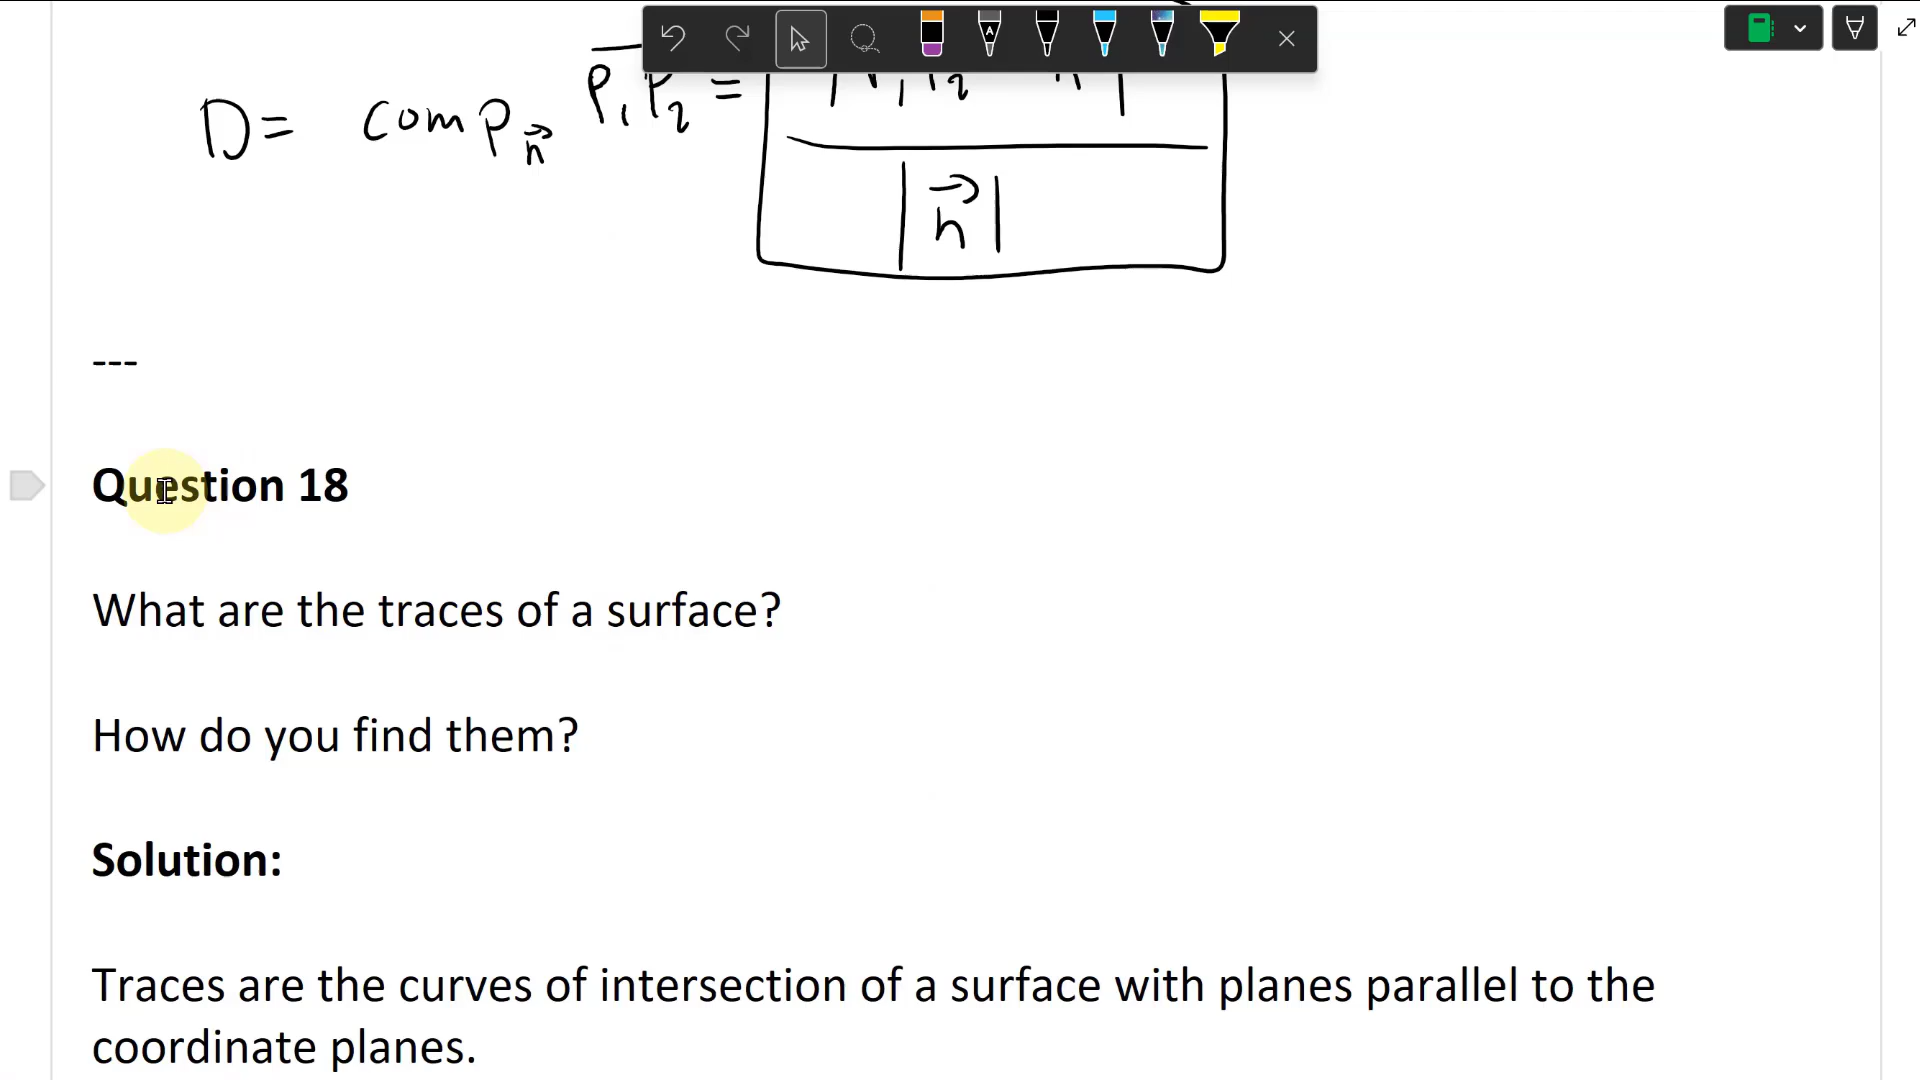 D = comp n⃗ P₁P₂ =
|n⃗|
---
Question 18
What are the traces of a surface?
How do you find them?
Solution:
Traces are the curves of intersection of a surface with planes parallel to the
coordinate planes.